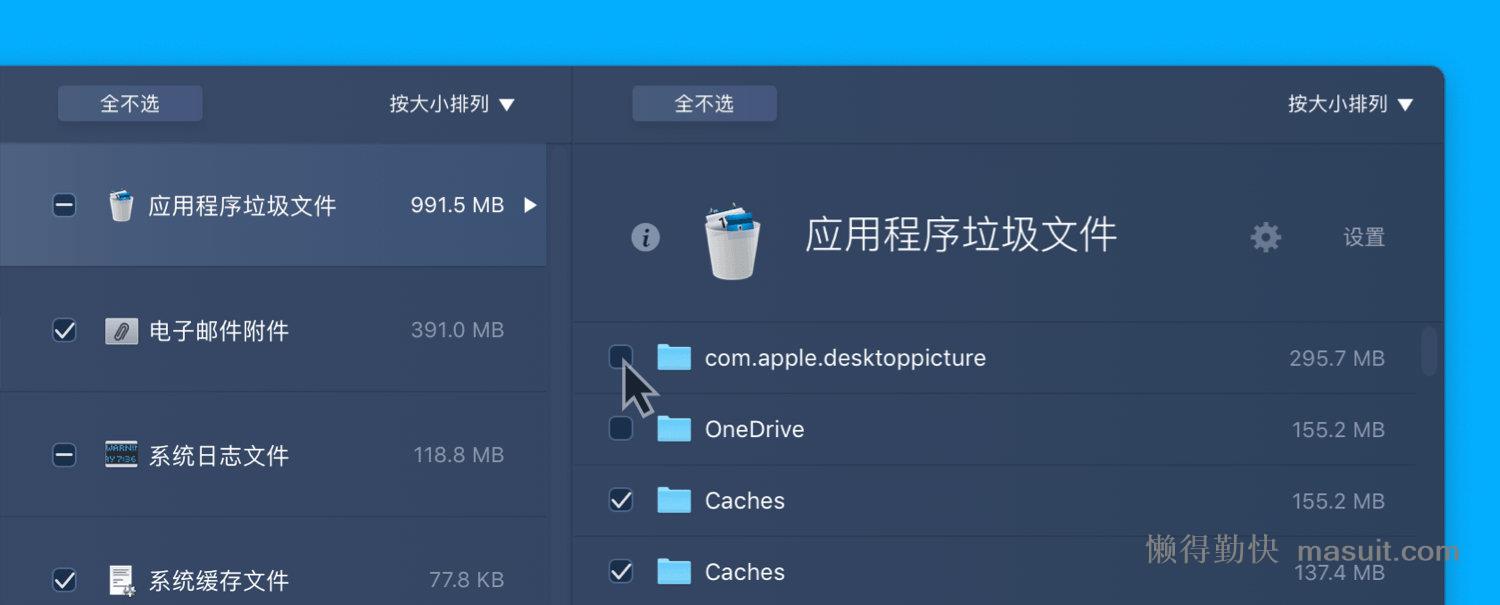 全不选
按大小排列 ▼
应用程序垃圾文件 991.5 MB ▶
电子邮件附件 391.0 MB
系统日志文件 118.8 MB
系统缓存文件 77.8 KB
全不选
按大小排列 ▼
应用程序垃圾文件
设置
com.apple.desktoppicture 295.7 MB
OneDrive 155.2 MB
Caches 155.2 MB
Caches 137.4 MB
懒得勤快 masuit.com